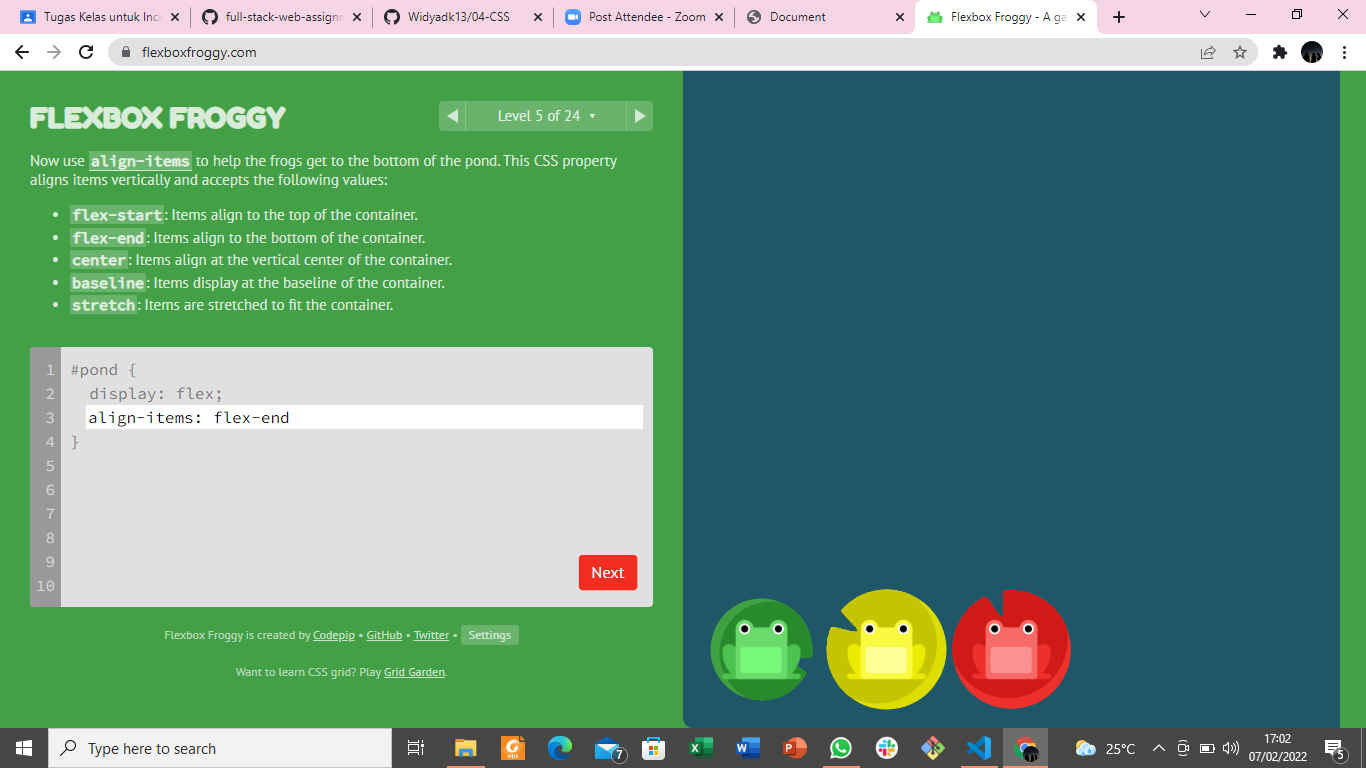 Tugas Kelas untuk Incr
full-stack-web-assignm
Widyadk13/04-CSS
Post Attendee - Zoom
Document
Flexbox Froggy - A ga
flexboxfroggy.com
FLEXBOX FROGGY
Level 5 of 24
Now use align-items to help the frogs get to the bottom of the pond. This CSS property
aligns items vertically and accepts the following values:
• flex-start: Items align to the top of the container.
• flex-end: Items align to the bottom of the container.
• center: Items align at the vertical center of the container.
• baseline: Items display at the baseline of the container.
• stretch: Items are stretched to fit the container.
1 #pond {
2 display: flex;
3 align-items: flex-end
4 }
5
6
7
8
9
10
Next
Flexbox Froggy is created by Codepip • GitHub • Twitter • Settings
Want to learn CSS grid? Play Grid Garden.
Type here to search
7
25°C
17:02
07/02/2022
5